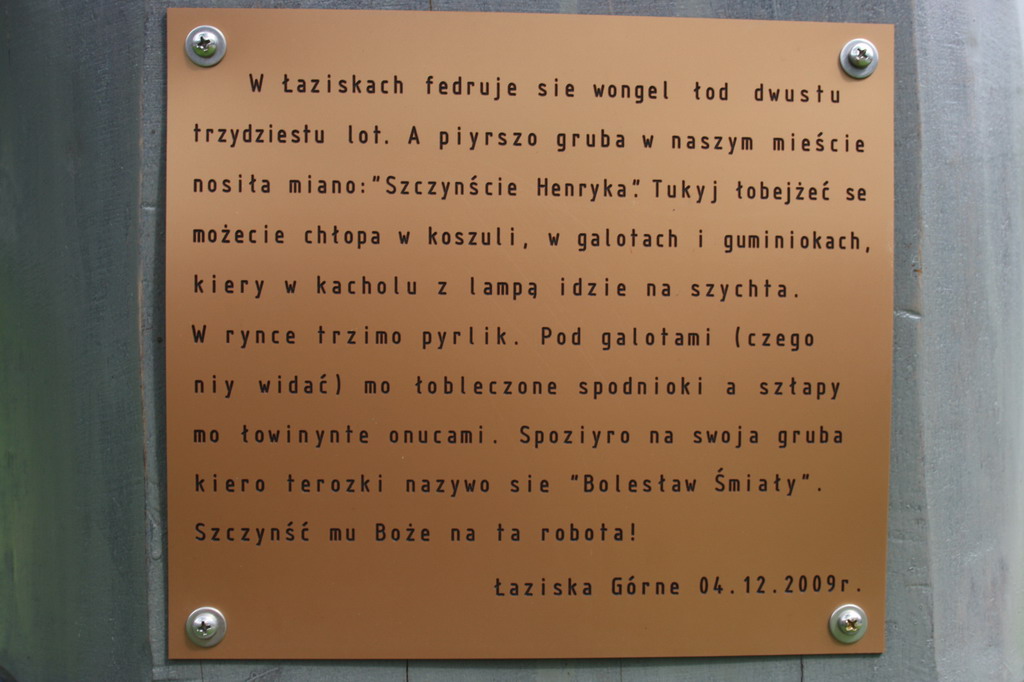 W Łaziskach fedruje sie wongel łod dwustu
trzydziestu lot. A piyrszo gruba w naszym mieście
nosiła miano:"Szczynście Henryka". Tukyj łobejżeć se
możecie chłopa w koszuli, w galotach i guminiokach,
kiery w kacholu z lampą idzie na szychta.
W rynce trzimo pyrlik. Pod galotami (czego
niy widać) mo łobleczone spodnioki a szłapy
mo łowinynte onucami. Spoziyro na swoja gruba
kiero terozki nazywo sie "Bolesław Śmiały".
Szczynść mu Boże na ta robota!
Łaziska Górne 04.12.2009r.